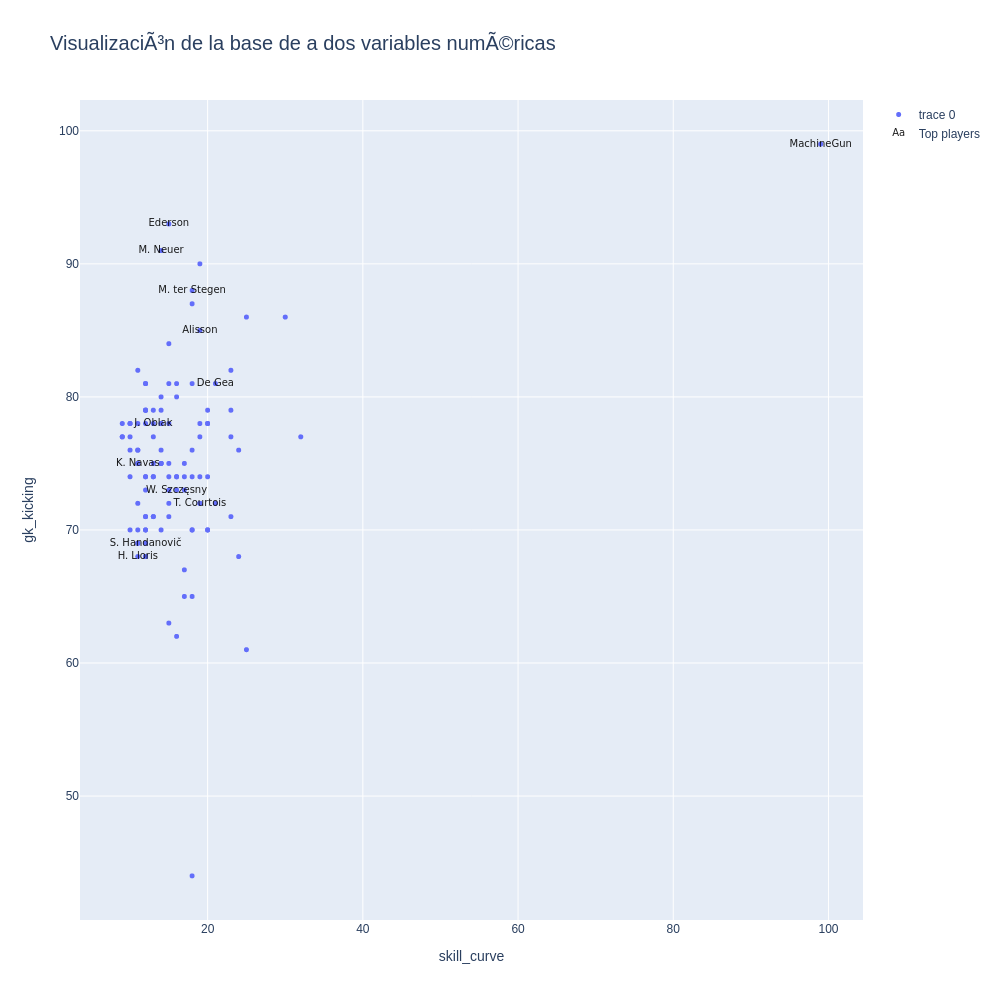 VisualizaciÃ³n de la base de a dos variables numÃ©ricas
trace 0
Aa Top players
100
MachineGun
Ederson
M. Neuer
90
M. ter Stegen
Alisson
De Gea
80
J. Oblak
K. Navas
W. Szczęsny
T. Courtois
70
S. Handanovič
H. Lloris
60
50
gk_kicking
20 40 60 80 100
skill_curve